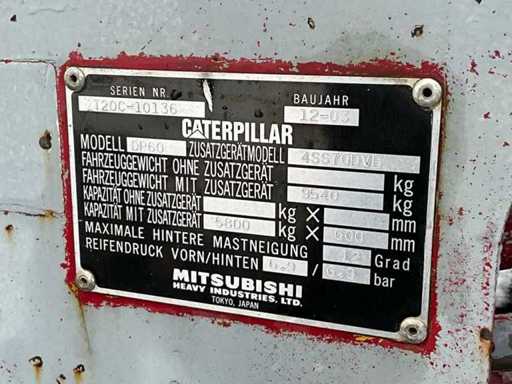 SERIEN NR. BAUJAHR
T20C-10136 12-03
CATERPILLAR
MODELL DP60 ZUSATZGERÄTMODELL
FAHRZEUGGEWICHT OHNE ZUSATZGERÄT kg
FAHRZEUGGEWICHT MIT ZUSATZGERÄT 9540 kg
KAPAZITÄT OHNE ZUSATZGERÄT kg X mm
KAPAZITÄT MIT ZUSATZGERÄT 5800 kg X 600 mm
MAXIMALE HINTERE MASTNEIGUNG 12 Grad
REIFENDRUCK VORN/HINTEN 6.9 / bar
MITSUBISHI
HEAVY INDUSTRIES, LTD.
TOKYO, JAPAN